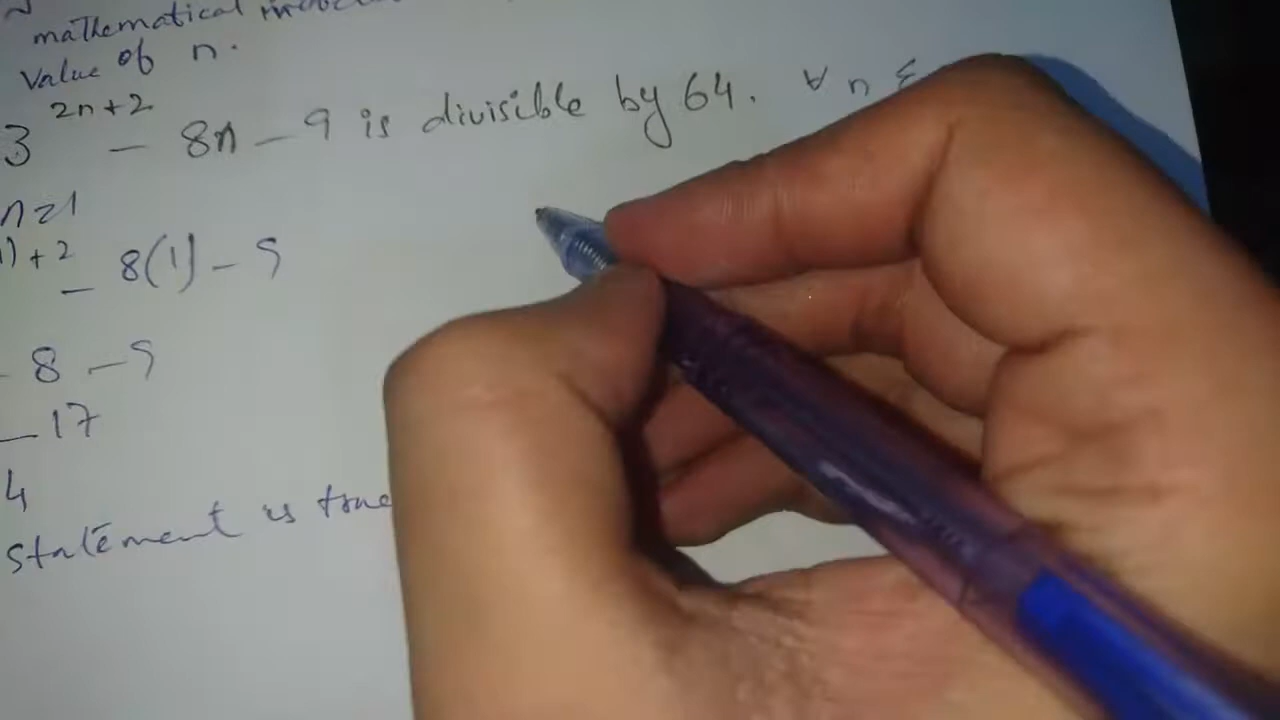 mathematical
Value of n.
3^{2n+2} - 8n - 9 is divisible by 64. ∀ n ∈
n=1
1) + 2 - 8(1) - 9
- 8 - 9
- 17
4
Statement is true